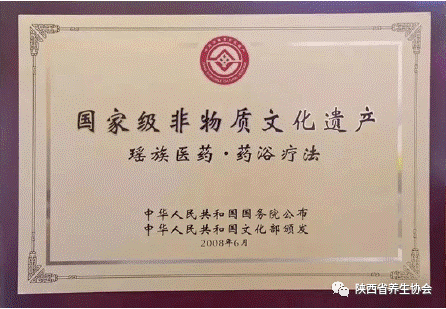 国家级非物质文化遗产
瑶族医药·药浴疗法
中华人民共和国国务院公布
中华人民共和国文化部颁发
2008年6月
陕西省养生协会